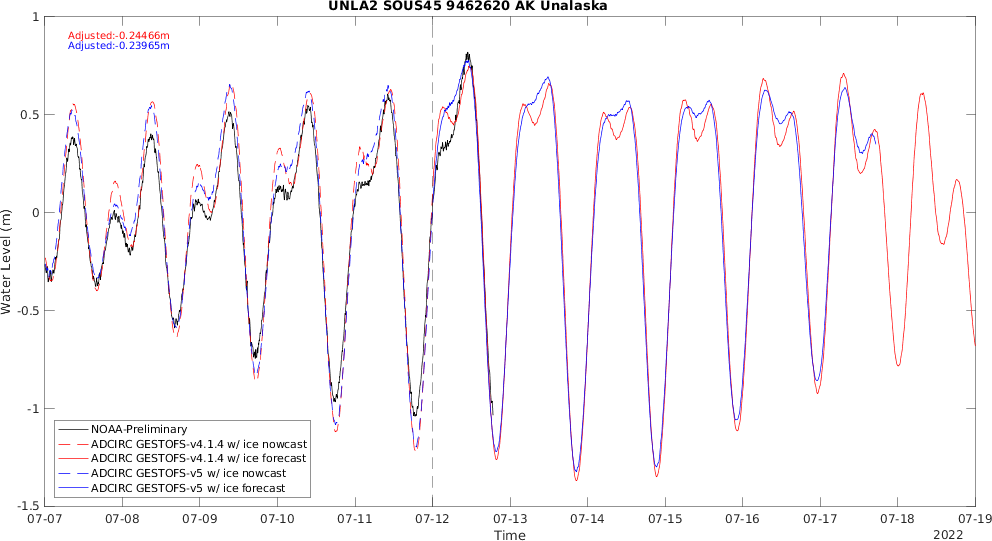 UNLA2 SOUS45 9462620 AK Unalaska
Adjusted:-0.24466m
Adjusted:-0.23965m
1
0.5
0
-0.5
-1
-1.5
Water Level (m)
NOAA-Preliminary
ADCIRC GESTOFS-v4.1.4 w/ ice nowcast
ADCIRC GESTOFS-v4.1.4 w/ ice forecast
ADCIRC GESTOFS-v5 w/ ice nowcast
ADCIRC GESTOFS-v5 w/ ice forecast
07-07 07-08 07-09 07-10 07-11 07-12 07-13 07-14 07-15 07-16 07-17 07-18 07-19
Time
2022